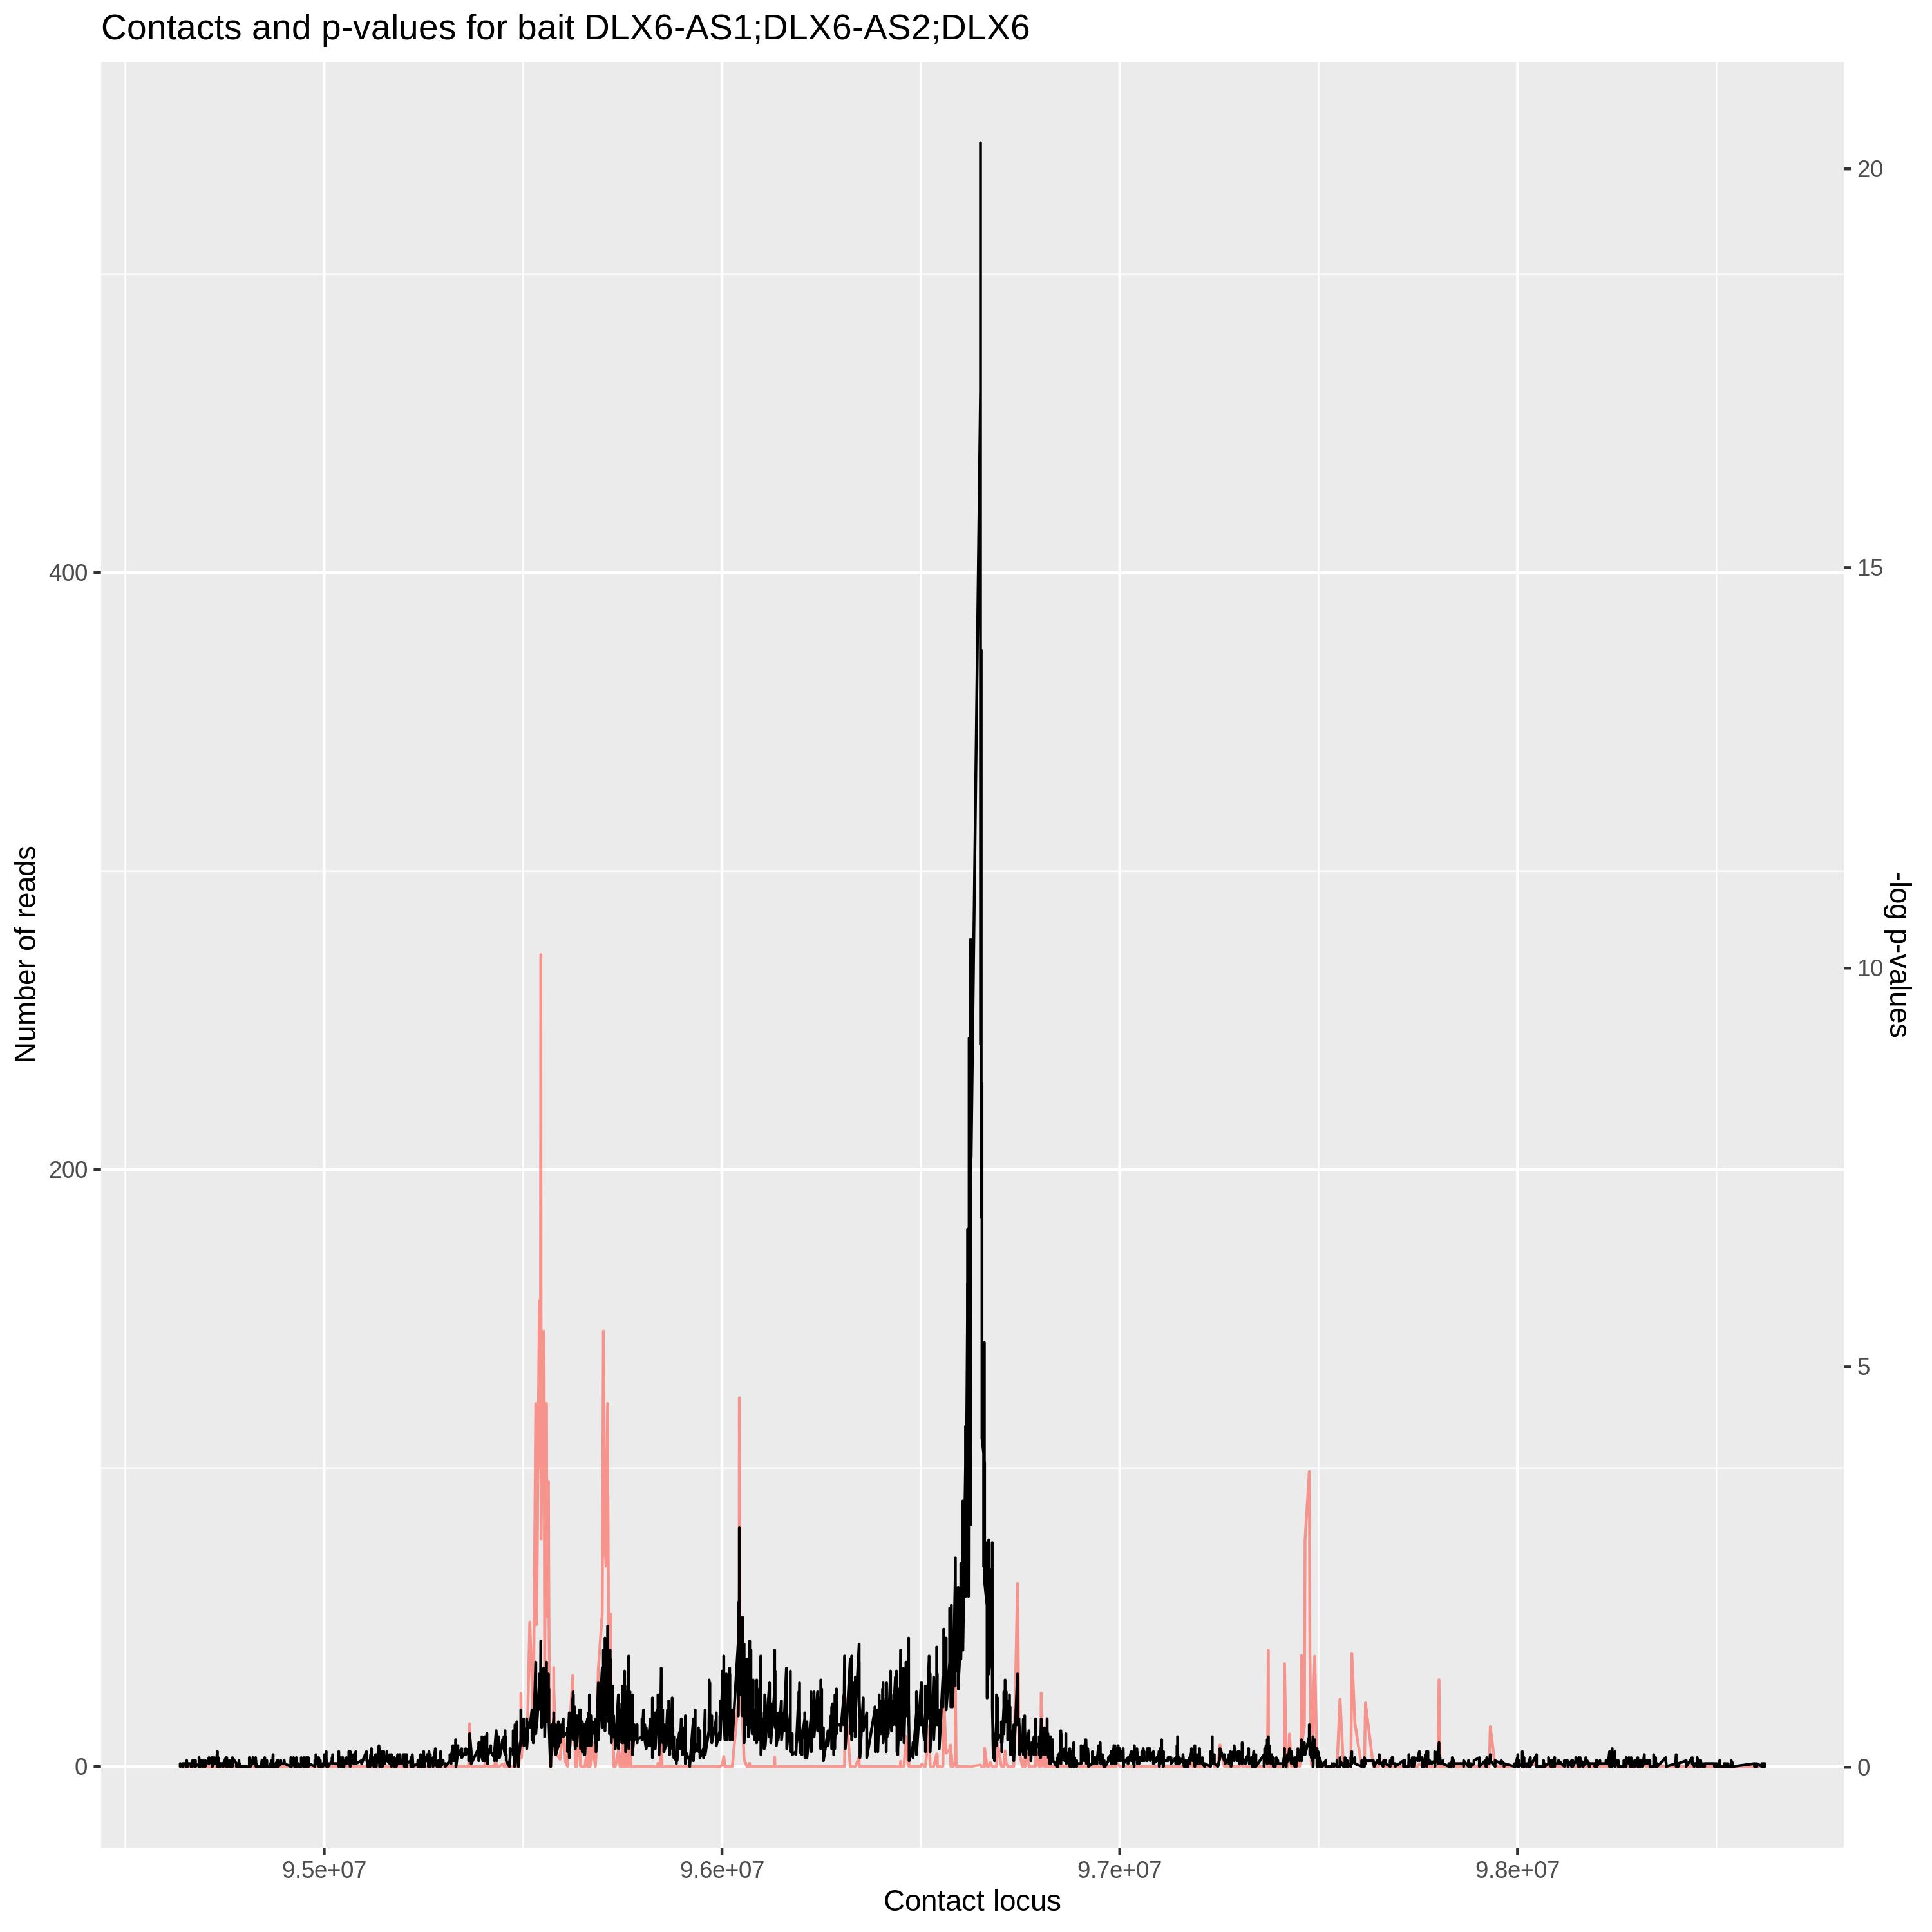 Contacts and p-values for bait DLX6-AS1;DLX6-AS2;DLX6
20
400
15
Number of reads
-log p-values
10
200
5
0
0
9.5e+07
9.6e+07
9.7e+07
9.8e+07
Contact locus